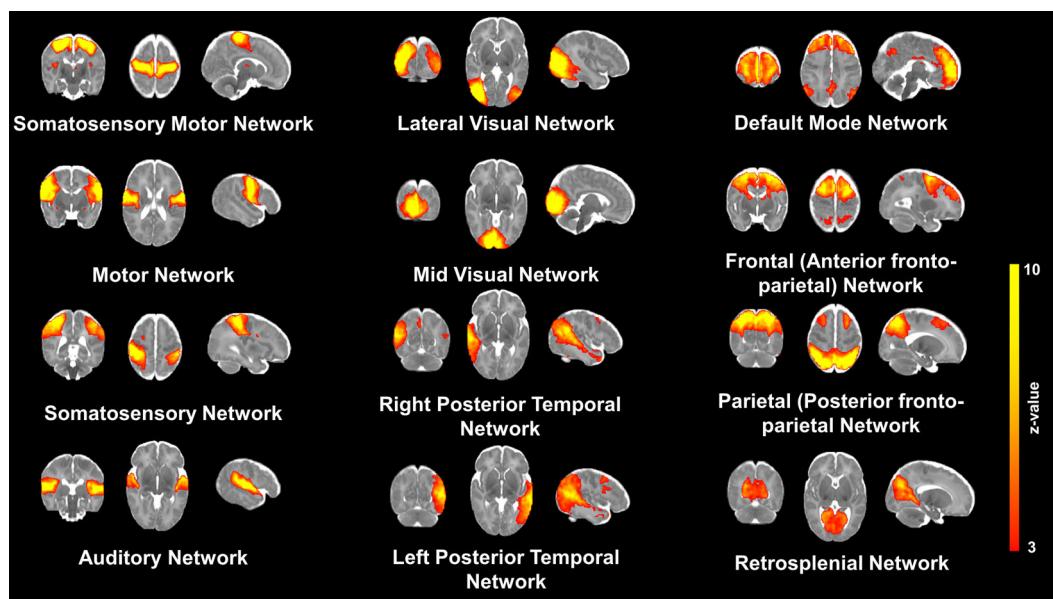 Somatosensory Motor Network
Lateral Visual Network
Default Mode Network
Motor Network
Mid Visual Network
Frontal (Anterior fronto-
parietal) Network
10
Somatosensory Network
Right Posterior Temporal
Network
Parietal (Posterior fronto-
parietal Network
z-value
Auditory Network
Left Posterior Temporal
Network
Retrosplenial Network
3